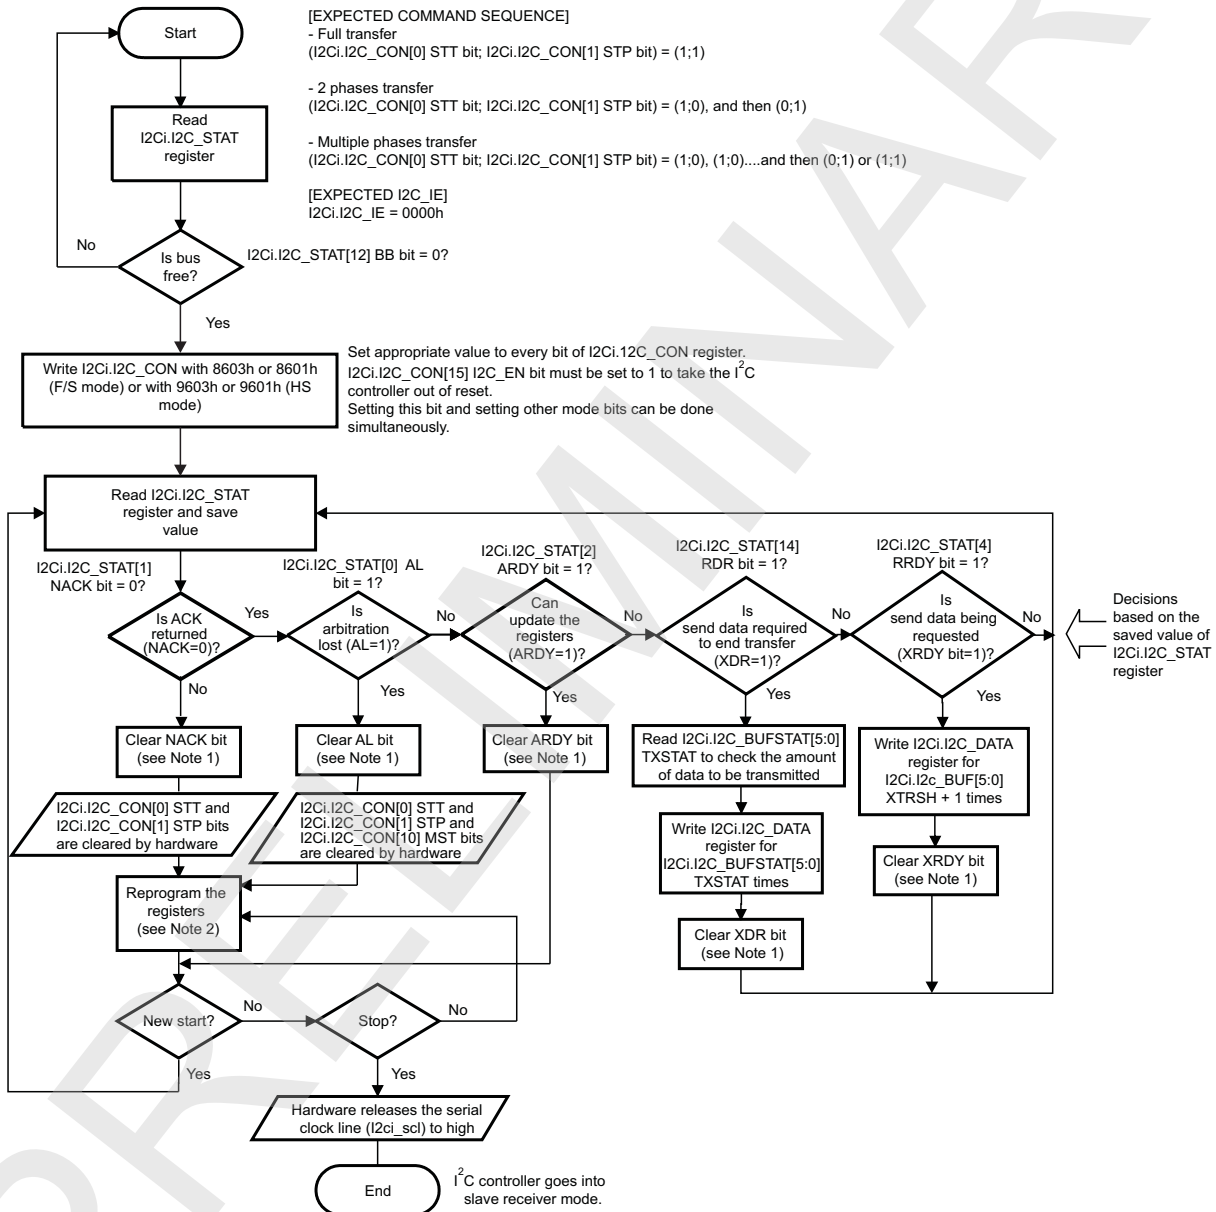 [EXPECTED COMMAND SEQUENCE]
- Full transfer
(I2Ci.I2C_CON[0] STT bit; I2Ci.I2C_CON[1] STP bit) = (1;1)
- 2 phases transfer
(I2Ci.I2C_CON[0] STT bit; I2Ci.I2C_CON[1] STP bit) = (1;0), and then (0;1)
- Multiple phases transfer
(I2Ci.I2C_CON[0] STT bit; I2Ci.I2C_CON[1] STP bit) = (1;0), (1;0)....and then (0;1) or (1;1)
[EXPECTED I2C_IE]
I2Ci.I2C_IE = 0000h
Start
Read
I2Ci.I2C_STAT
register
No
Is bus
free?
I2Ci.I2C_STAT[12] BB bit = 0?
Yes
Write I2Ci.I2C_CON with 8603h or 8601h
(F/S mode) or with 9603h or 9601h (HS
mode)
Set appropriate value to every bit of I2Ci.12C_CON register.
I2Ci.I2C_CON[15] I2C_EN bit must be set to 1 to take the I2C
controller out of reset.
Setting this bit and setting other mode bits can be done
simultaneously.
Read I2Ci.I2C_STAT
register and save
value
I2Ci.I2C_STAT[1]
NACK bit = 0?
Is ACK
returned
(NACK=0)?
Yes
No
I2Ci.I2C_STAT[0] AL
bit = 1?
Is
arbitration
lost (AL=1)?
No
Yes
I2Ci.I2C_STAT[2]
ARDY bit = 1?
Can
update the
registers
(ARDY=1)?
No
Yes
I2Ci.I2C_STAT[14]
RDR bit = 1?
Is
send data required
to end transfer
(XDR=1)?
No
Yes
I2Ci.I2C_STAT[4]
RRDY bit = 1?
Is
send data being
requested
(XRDY bit=1)?
No
Yes
Decisions
based on the
saved value of
I2Ci.I2C_STAT
register
Clear NACK bit
(see Note 1)
Clear AL bit
(see Note 1)
Clear ARDY bit
(see Note 1)
Read I2Ci.I2C_BUFSTAT[5:0]
TXSTAT to check the amount
of data to be transmitted
Write I2Ci.I2C_DATA
register for
I2Ci.I2c_BUF[5:0]
XTRSH + 1 times
I2Ci.I2C_CON[0] STT and
I2Ci.I2C_CON[1] STP bits
are cleared by hardware
I2Ci.I2C_CON[0] STT and
I2Ci.I2C_CON[1] STP and
I2Ci.I2C_CON[10] MST bits
are cleared by hardware
Write I2Ci.I2C_DATA
register for
I2Ci.I2C_BUFSTAT[5:0]
TXSTAT times
Clear XRDY bit
(see Note 1)
Reprogram the
registers
(see Note 2)
Clear XDR bit
(see Note 1)
New start?
No
Yes
Stop?
No
Yes
Hardware releases the serial
clock line (I2ci_scl) to high
End
I2C controller goes into
slave receiver mode.
PRELIMINAR